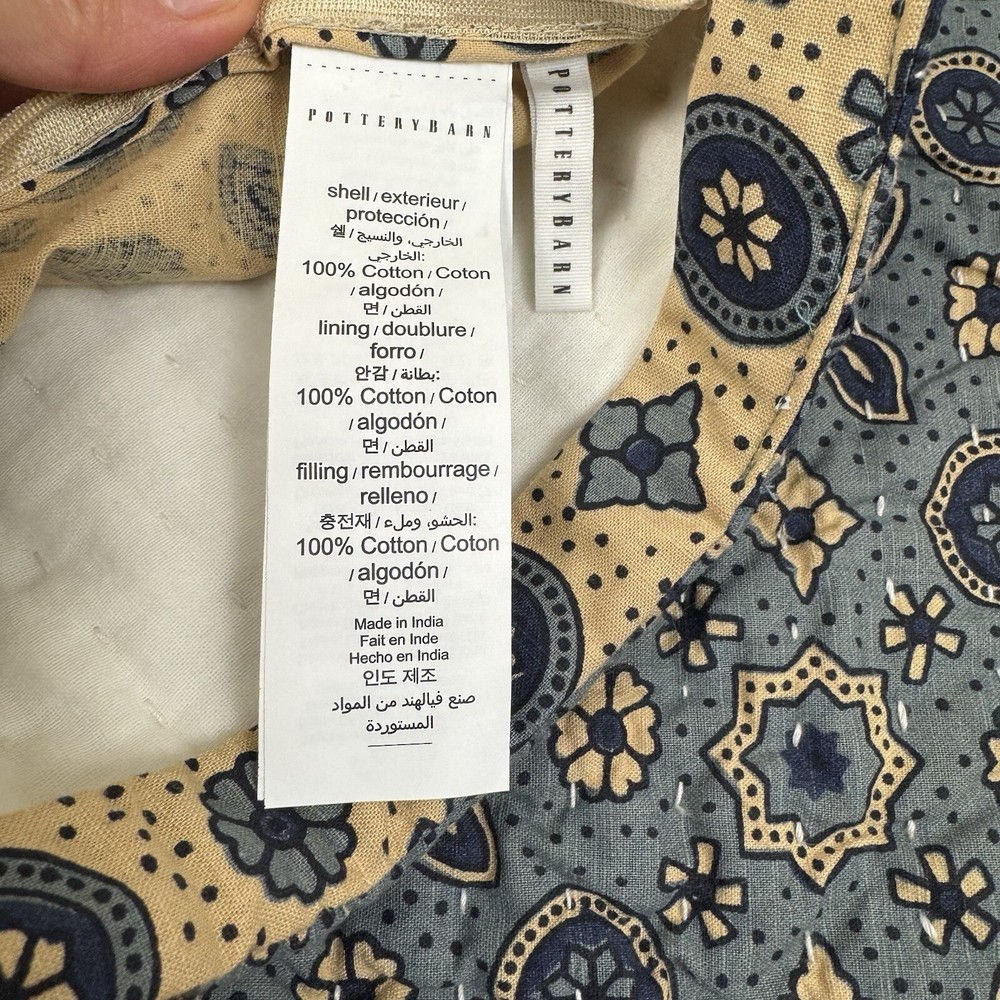 POTTERYBARN
shell / exterieur /
protección /
쉘 / الخارجي، والنسيج
الخارجي:
100% Cotton / Coton
/ algodón /
면 / القطن
lining / doublure /
forro /
안감 / بطانة:
100% Cotton / Coton
/ algodón /
면 / القطن
filling / rembourrage /
relleno /
충전재 / الحشو، وملء:
100% Cotton / Coton
/ algodón /
면 / القطن
Made in India
Fait en Inde
Hecho en India
인도 제조
صنع فيالهند من المواد
المستوردة
POTTERYBARN